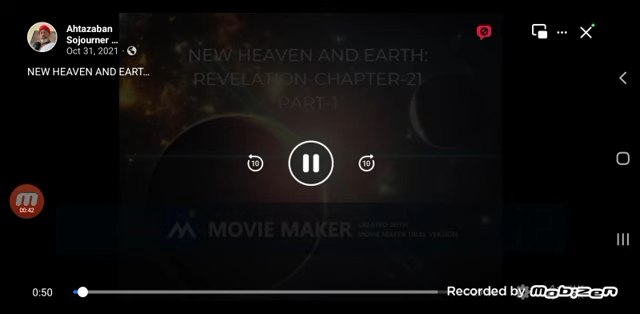 Ahtazaban
Sojourner ...
Oct 31, 2021 ·
NEW HEAVEN AND EART...
NEW HEAVEN AND EARTH:
REVELATION-CHAPTER-21
PART-1
10
10
00:42
MOVIE MAKER
CREATED WITH
MOVIE MAKER TRIAL VERSION
0:50
Recorded by mobizen